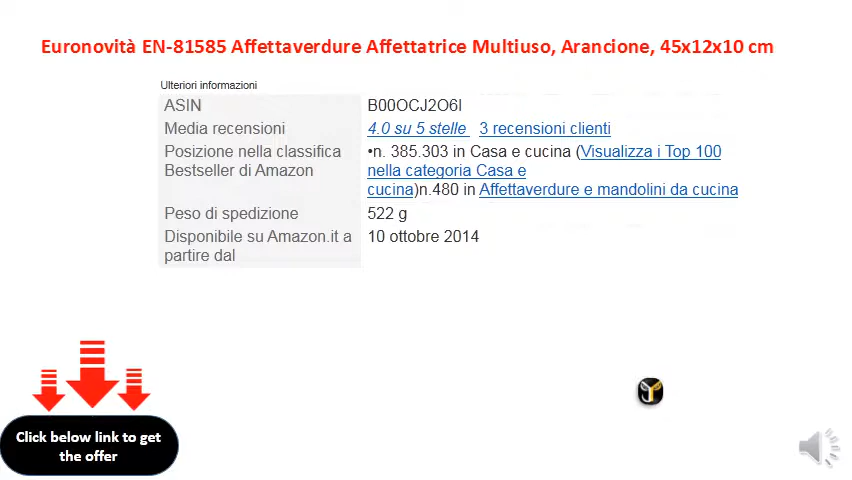 Euronovità EN-81585 Affettaverdure Affettatrice Multiuso, Arancione, 45x12x10 cm
Ulteriori informazioni
ASIN B00OCJ2O6I
Media recensioni 4.0 su 5 stelle 3 recensioni clienti
Posizione nella classifica •n. 385.303 in Casa e cucina (Visualizza i Top 100
Bestseller di Amazon nella categoria Casa e
cucina)n.480 in Affettaverdure e mandolini da cucina
Peso di spedizione 522 g
Disponibile su Amazon.it a 10 ottobre 2014
partire dal
Click below link to get
the offer